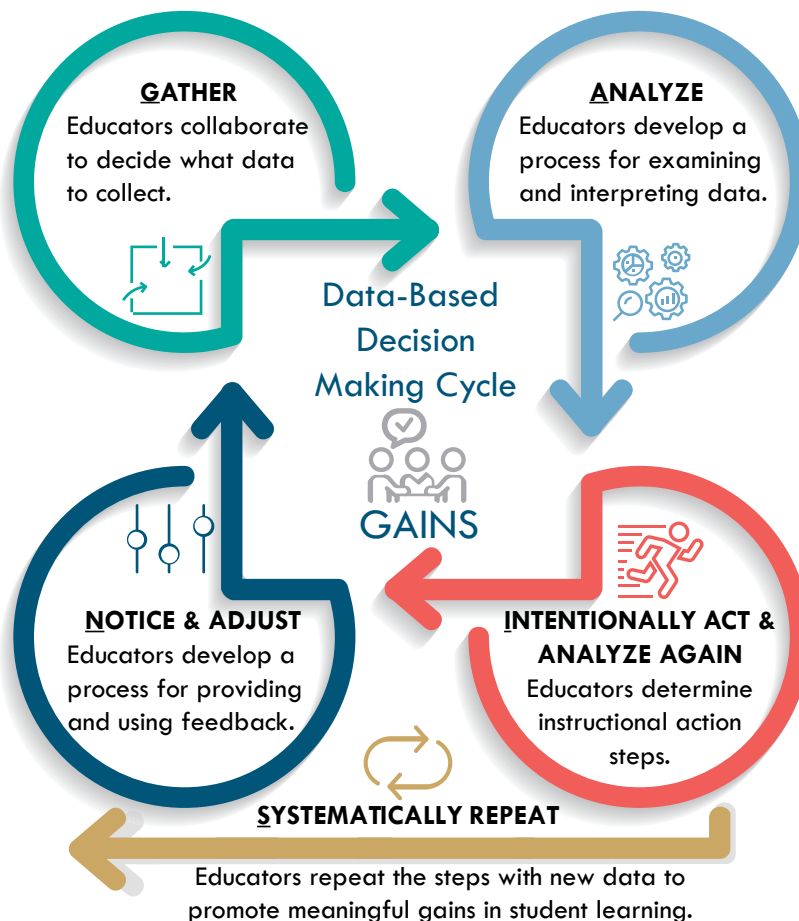 GATHER
Educators collaborate
to decide what data
to collect.
ANALYZE
Educators develop a
process for examining
and interpreting data.
Data-Based
Decision
Making Cycle
GAINS
NOTICE & ADJUST
Educators develop a
process for providing
and using feedback.
INTENTIONALLY ACT &
ANALYZE AGAIN
Educators determine
instructional action
steps.
SYSTEMATICALLY REPEAT
Educators repeat the steps with new data to
promote meaningful gains in student learning.